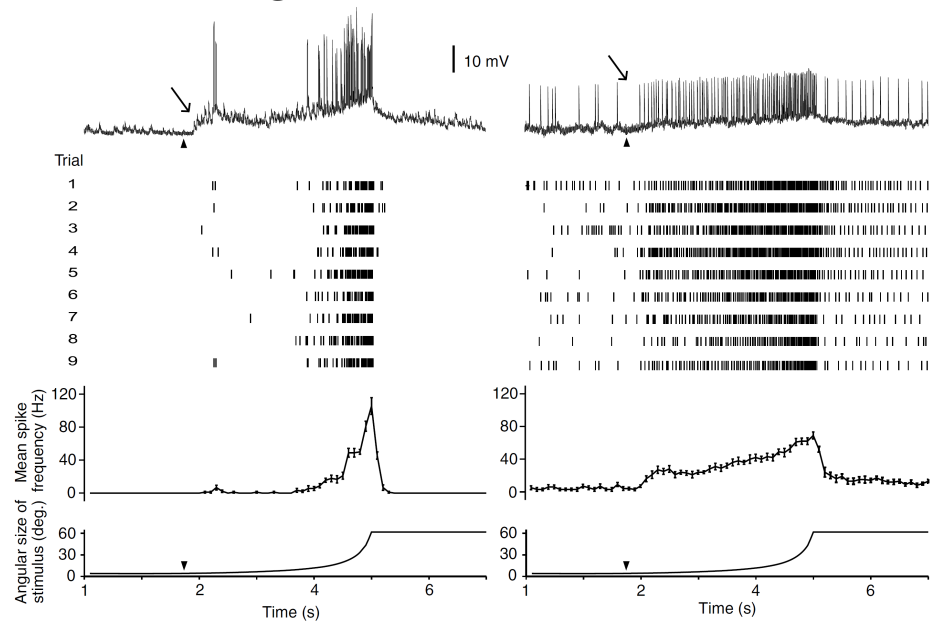 10 mV
Trial
1
2
3
4
5
6
7
8
9
Mean spike
frequency (Hz)
120
80
40
0
120
80
40
0
Angular size of
stimulus (deg.)
60
30
0
60
30
0
1 2 4 6
1 2 4 6
Time (s)
Time (s)